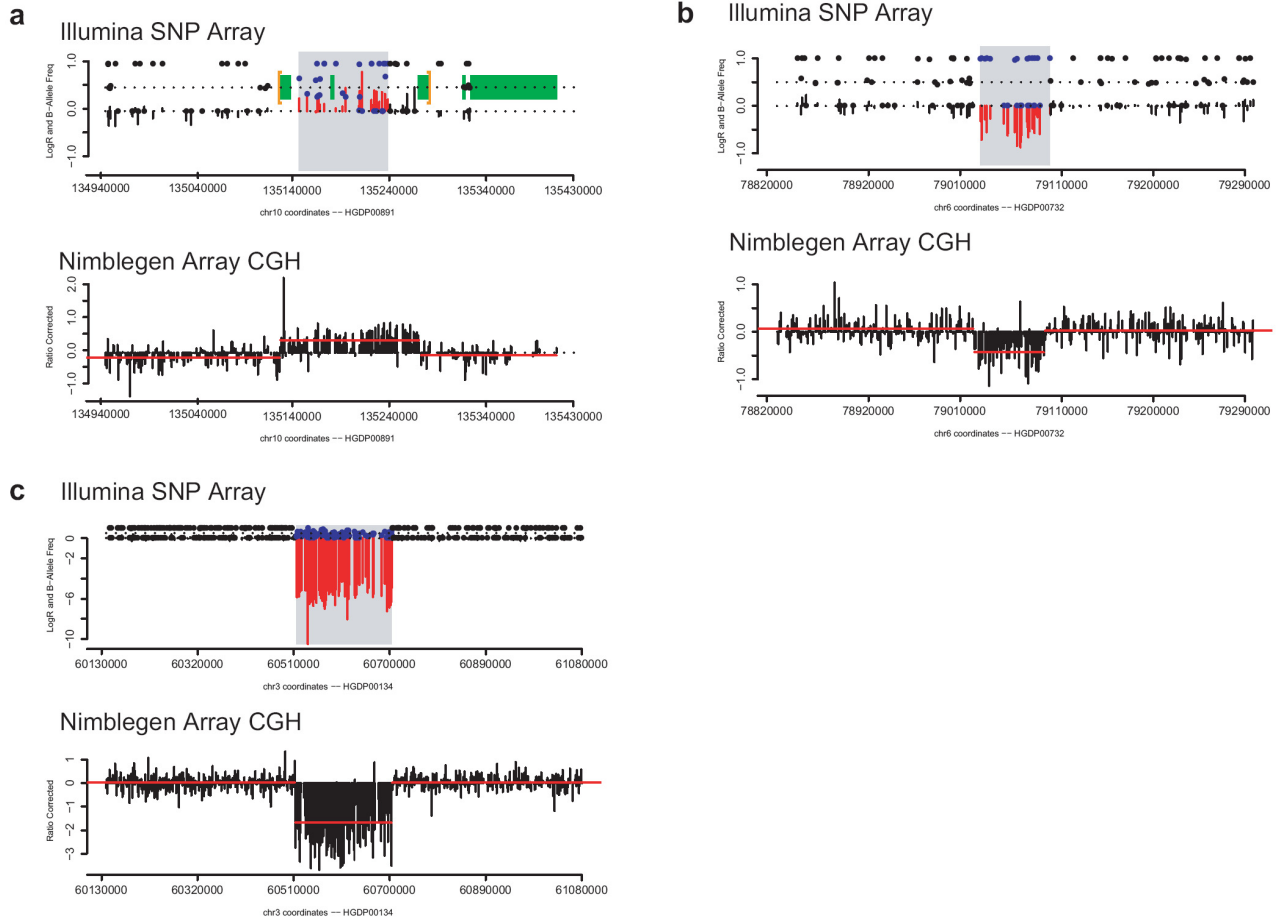 a
Illumina SNP Array
LogR and B−Allele Freq
1.0
0.0
−1.0
134940000 135040000 135140000 135240000 135340000 135430000
chr10 coordinates −− HGDP00891
Nimblegen Array CGH
Ratio Corrected
2.0
1.0
0.0
−1.0
134940000 135040000 135140000 135240000 135340000 135430000
chr10 coordinates −− HGDP00891
b
Illumina SNP Array
LogR and B−Allele Freq
1.0
0.0
−1.0
78820000 78920000 79010000 79110000 79200000 79290000
chr6 coordinates −− HGDP00732
Nimblegen Array CGH
Ratio Corrected
1.0
0.0
−1.0
78820000 78920000 79010000 79110000 79200000 79290000
chr6 coordinates −− HGDP00732
c
Illumina SNP Array
LogR and B−Allele Freq
0
−2
−6
−10
60130000 60320000 60510000 60700000 60890000 61080000
chr3 coordinates −− HGDP00134
Nimblegen Array CGH
Ratio Corrected
1
0
−1
−2
−3
60130000 60320000 60510000 60700000 60890000 61080000
chr3 coordinates −− HGDP00134